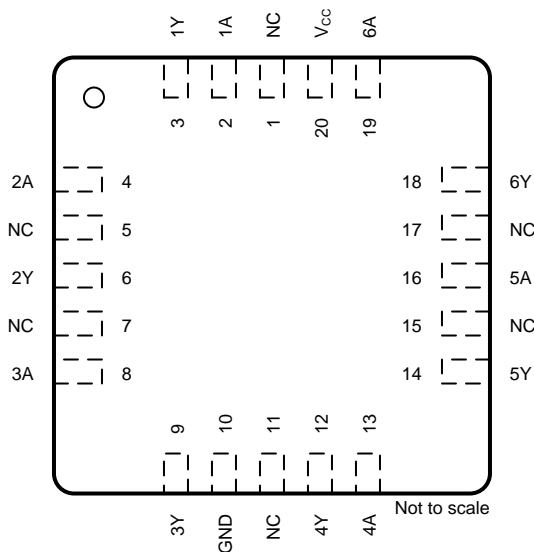 1Y 1A NC VCC 6A
3 2 1 20 19
2A 4 18 6Y
NC 5 17 NC
2Y 6 16 5A
NC 7 15 NC
3A 8 14 5Y
9 10 11 12 13
3Y GND NC 4Y 4A
Not to scale